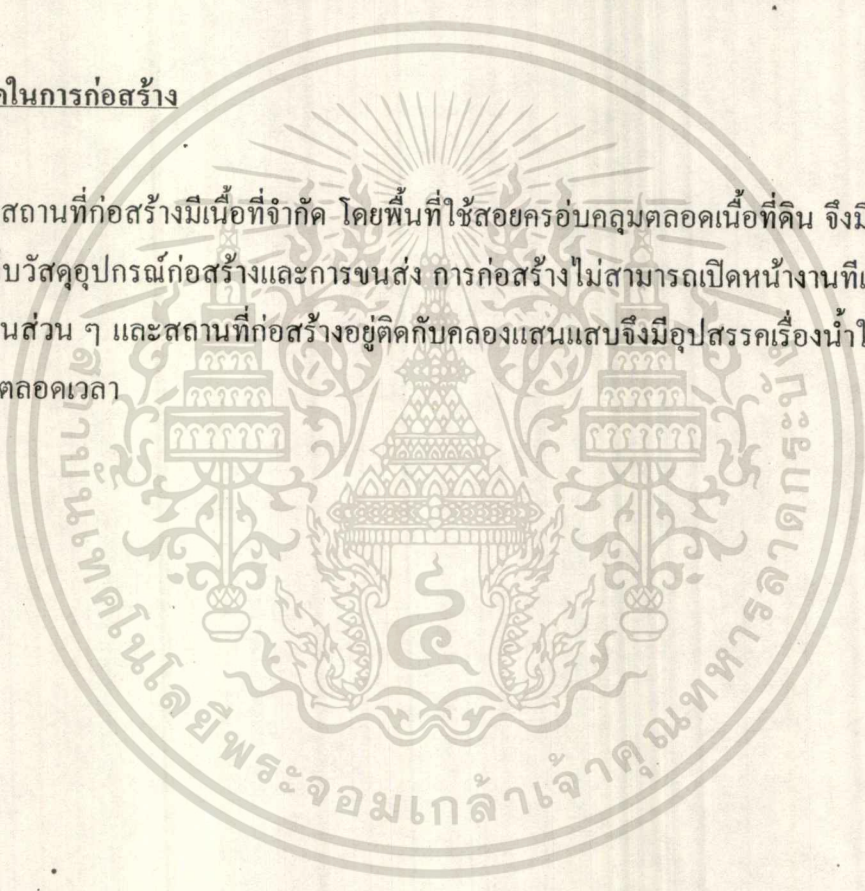 ดในการก่อสร้าง
สถานที่ก่อสร้างมีเนื้อที่จำกัด โดยพื้นที่ใช้สอยครอบคลุมตลอดเนื้อที่ดิน จึงมี
บวัสดุอุปกรณ์ก่อสร้างและการขนส่ง การก่อสร้างไม่สามารถเปิดหน้างานที
นส่วน ๆ และสถานที่ก่อสร้างอยู่ติดกับคลองแสนแสบจึงมีอุปสรรคเรื่องน้ำใ
ตลอดเวลา
สถาบันเทคโนโลยีพระจอมเกล้าเจ้าคุณทหารลาดกระบัง